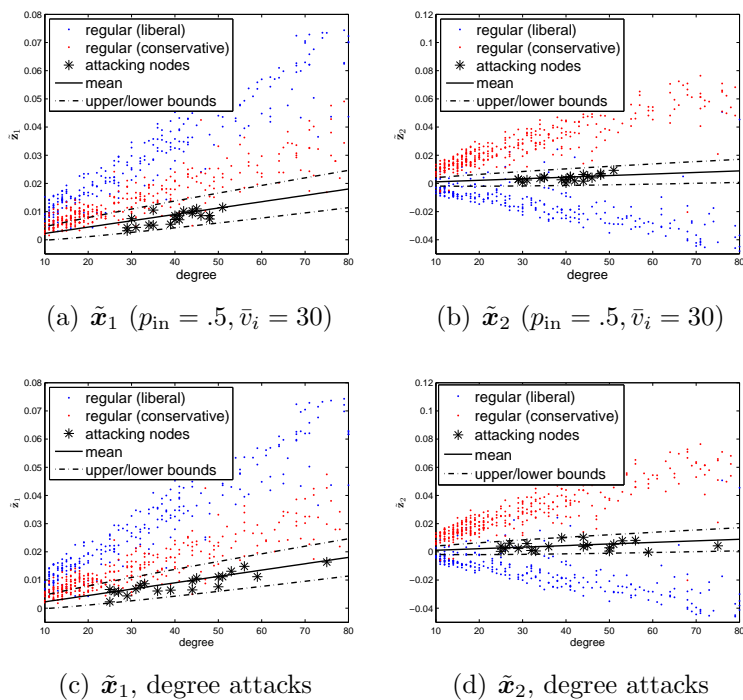 0.08
0.07
0.06
0.05
0.04
0.03
0.02
0.01
0
z̃₁
regular (liberal)
regular (conservative)
attacking nodes
mean
upper/lower bounds
10 20 30 40 50 60 70 80
degree
(a) x̃₁ (p_in = .5, v̄_i = 30)
0.12
0.1
0.08
0.06
0.04
0.02
0
−0.02
−0.04
z̃₂
regular (liberal)
regular (conservative)
attacking nodes
mean
upper/lower bounds
10 20 30 40 50 60 70 80
degree
(b) x̃₂ (p_in = .5, v̄_i = 30)
0.08
0.07
0.06
0.05
0.04
0.03
0.02
0.01
0
z̃₁
regular (liberal)
regular (conservative)
attacking nodes
mean
upper/lower bounds
10 20 30 40 50 60 70 80
degree
(c) x̃₁, degree attacks
0.12
0.1
0.08
0.06
0.04
0.02
0
−0.02
−0.04
z̃₂
regular (liberal)
regular (conservative)
attacking nodes
mean
upper/lower bounds
10 20 30 40 50 60 70 80
degree
(d) x̃₂, degree attacks